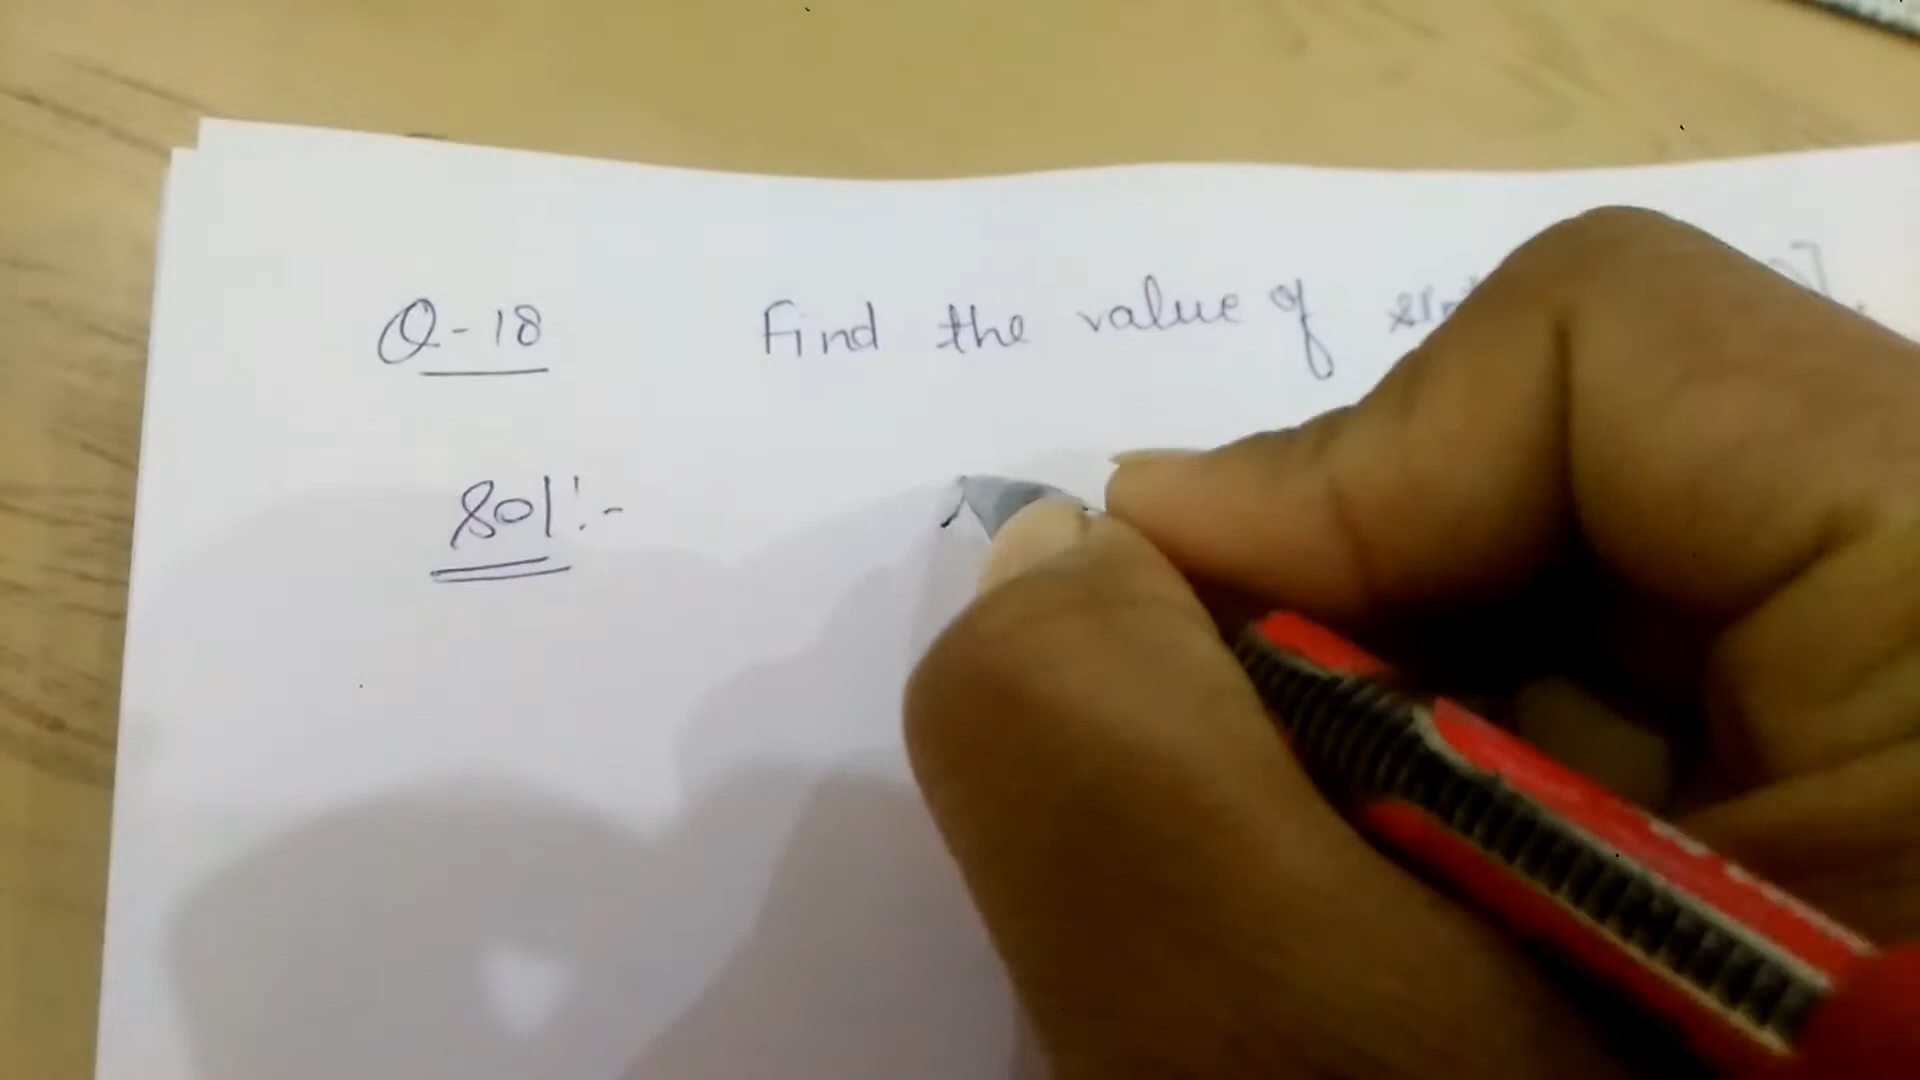 Q-18 Find the value of
Sol:-